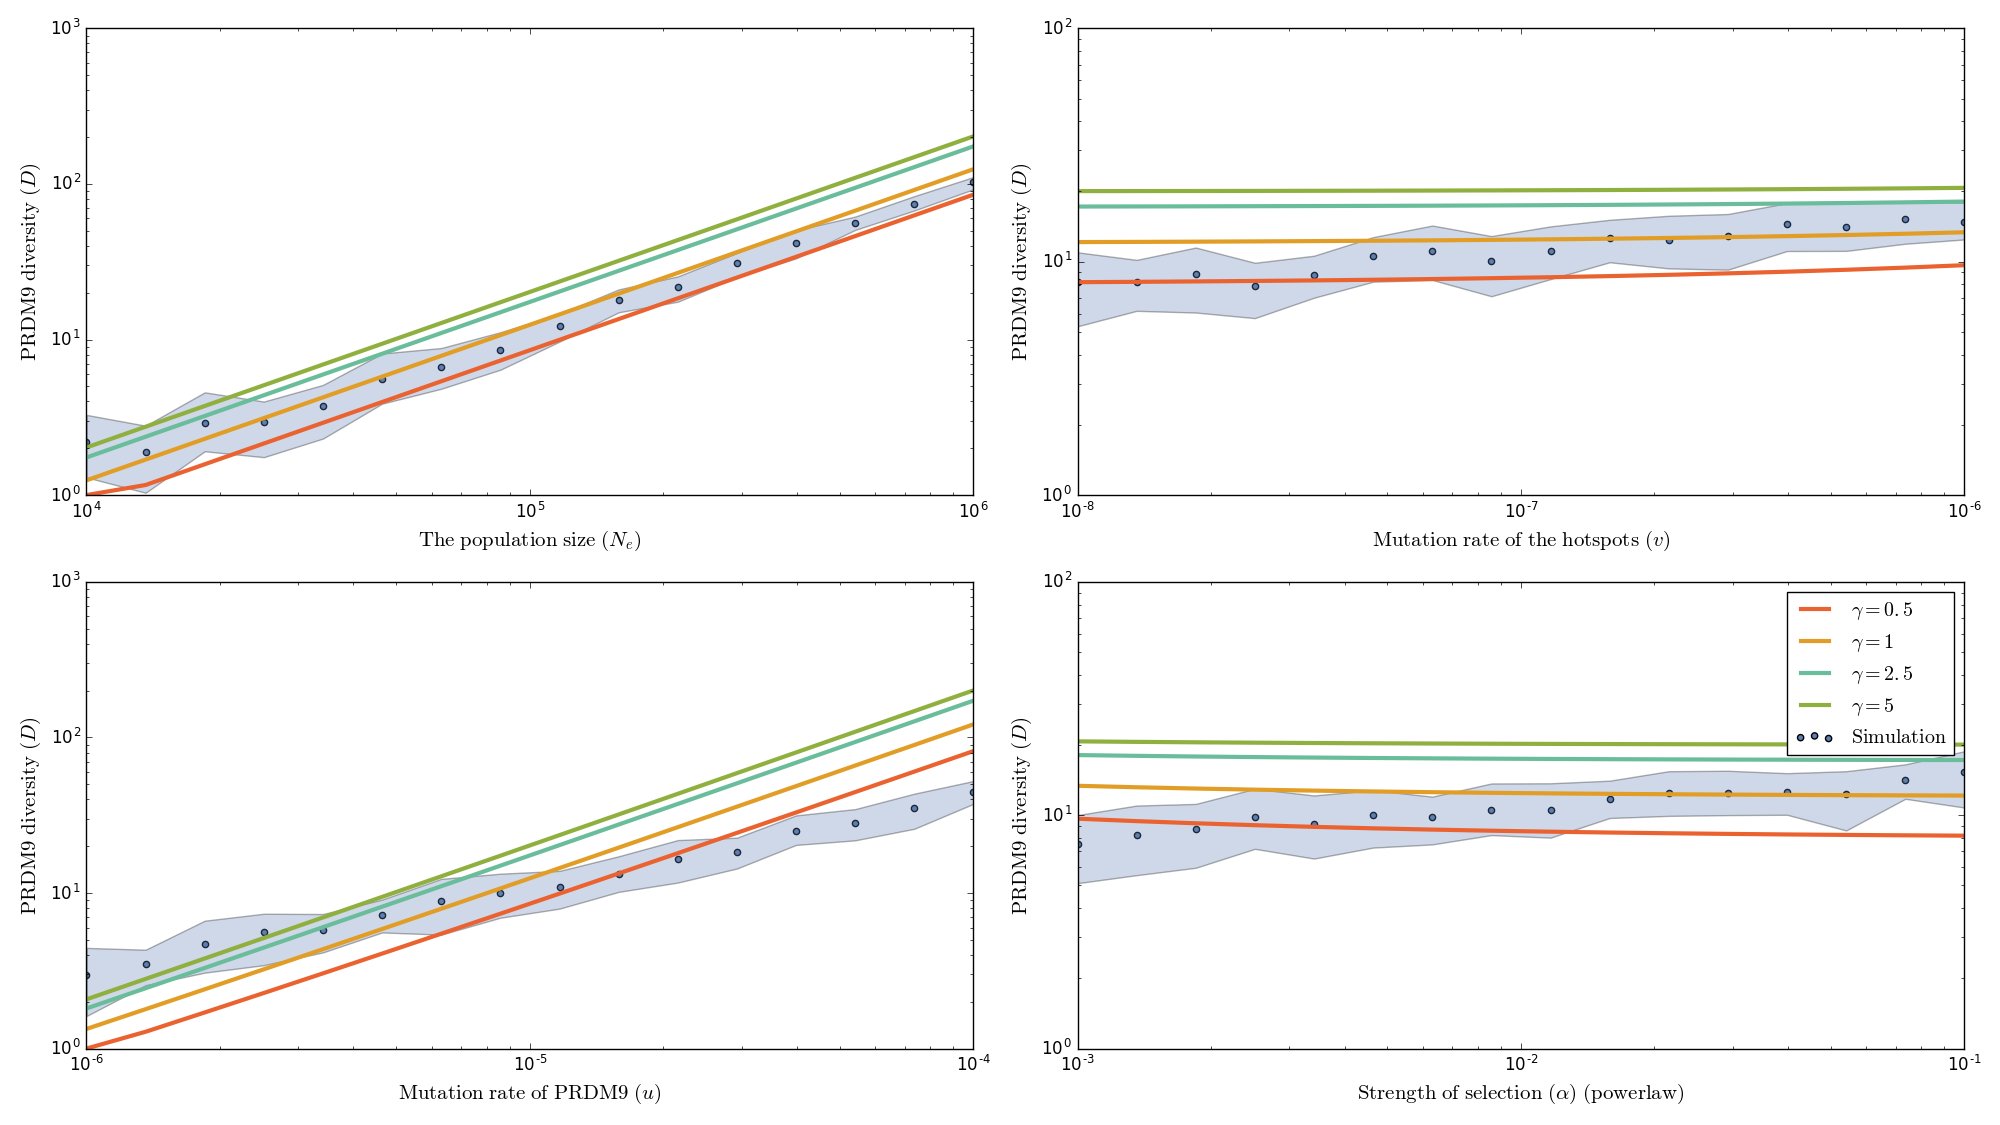 10^3
10^2
10^1
10^0
PRDM9 diversity (D)
10^4
10^5
10^6
The population size (N_e)
10^2
10^1
10^0
PRDM9 diversity (D)
10^-8
10^-7
10^-6
Mutation rate of the hotspots (v)
10^3
10^2
10^1
10^0
PRDM9 diversity (D)
10^-6
10^-5
10^-4
Mutation rate of PRDM9 (u)
10^2
10^1
10^0
PRDM9 diversity (D)
γ = 0.5
γ = 1
γ = 2.5
γ = 5
Simulation
10^-3
10^-2
10^-1
Strength of selection (α) (powerlaw)